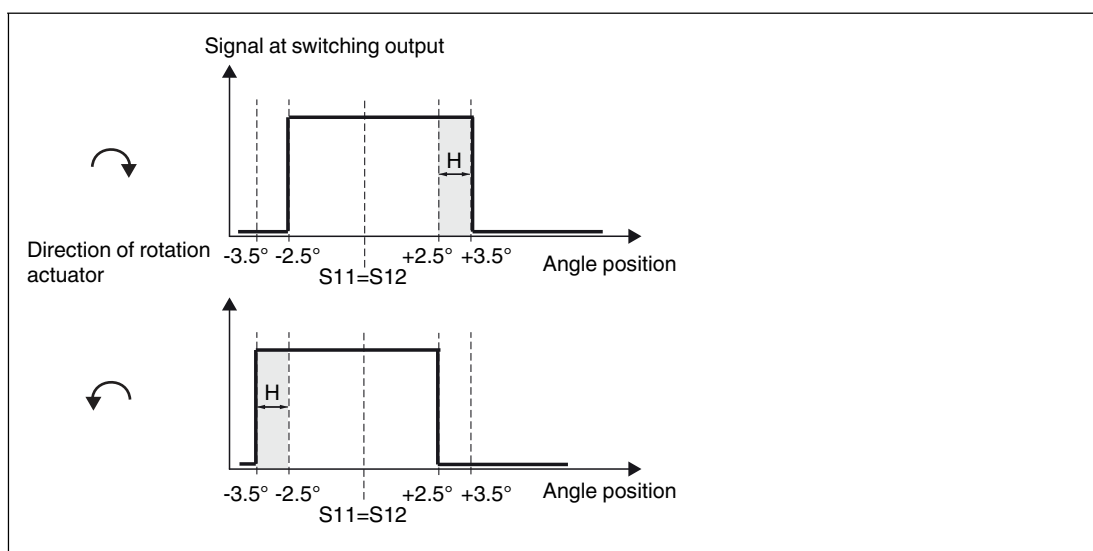 Signal at switching output
H
-3.5° -2.5° +2.5° +3.5° Angle position
S11=S12
Direction of rotation
actuator
H
-3.5° -2.5° +2.5° +3.5° Angle position
S11=S12